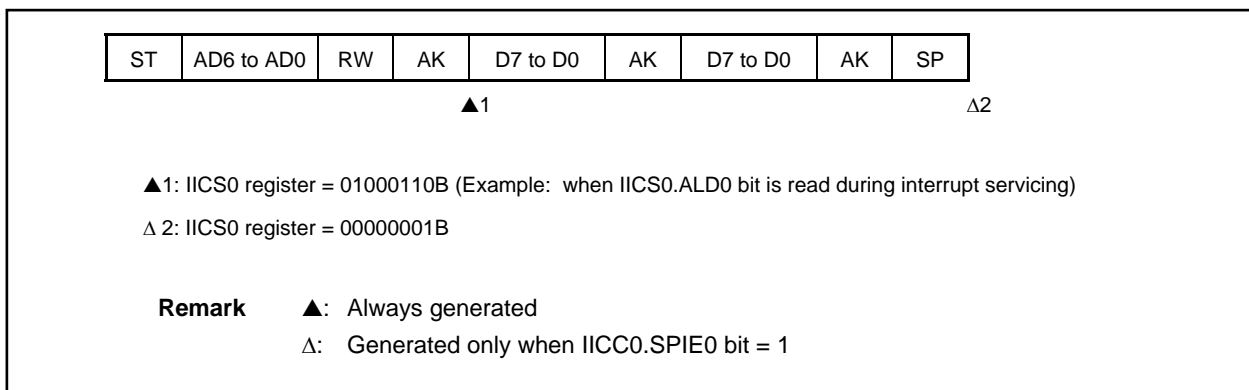 ST AD6 to AD0 RW AK D7 to D0 AK D7 to D0 AK SP
▲1 Δ2
▲1: IICS0 register = 01000110B (Example: when IICS0.ALD0 bit is read during interrupt servicing)
Δ 2: IICS0 register = 00000001B
Remark ▲: Always generated
Δ: Generated only when IICC0.SPIE0 bit = 1